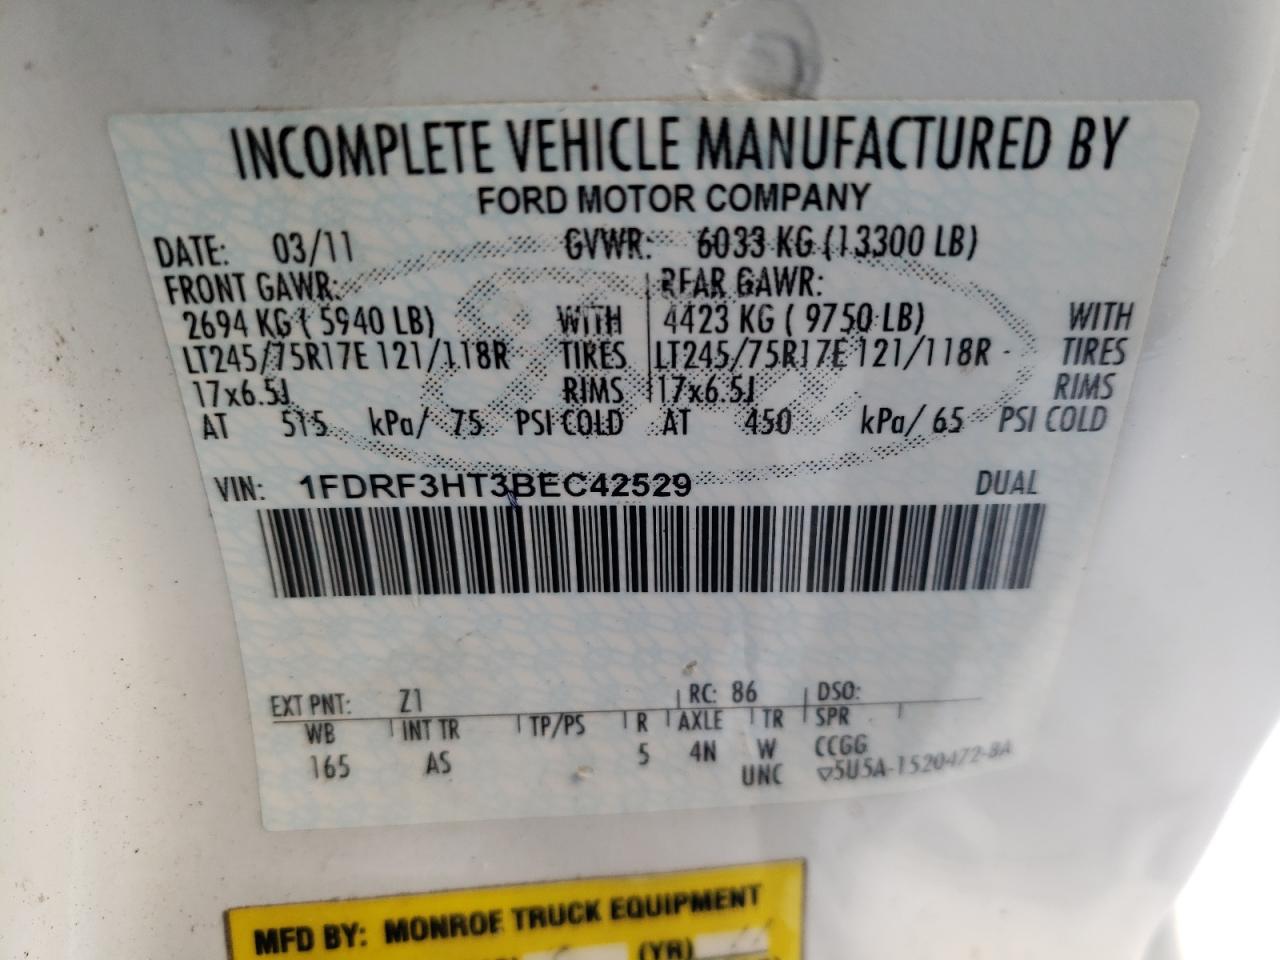 INCOMPLETE VEHICLE MANUFACTURED BY
FORD MOTOR COMPANY
DATE: 03/11 GVWR: 6033 KG (13300 LB)
FRONT GAWR: REAR GAWR:
2694 KG ( 5940 LB) WITH 4423 KG ( 9750 LB) WITH
LT245/75R17E 121/118R TIRES LT245/75R17E 121/118R - TIRES
17x6.5J RIMS 17x6.5J RIMS
AT 515 kPa/ 75 PSI COLD AT 450 kPa/ 65 PSI COLD
VIN: 1FDRF3HT3BEC42529 DUAL
EXT PNT: Z1 RC: 86 DSO:
WB INT TR TP/PS R AXLE TR SPR
165 AS 5 4N W CCGG
UNC ▽5U5A-1520472-BA
MFD BY: MONROE TRUCK EQUIPMENT
(YR)